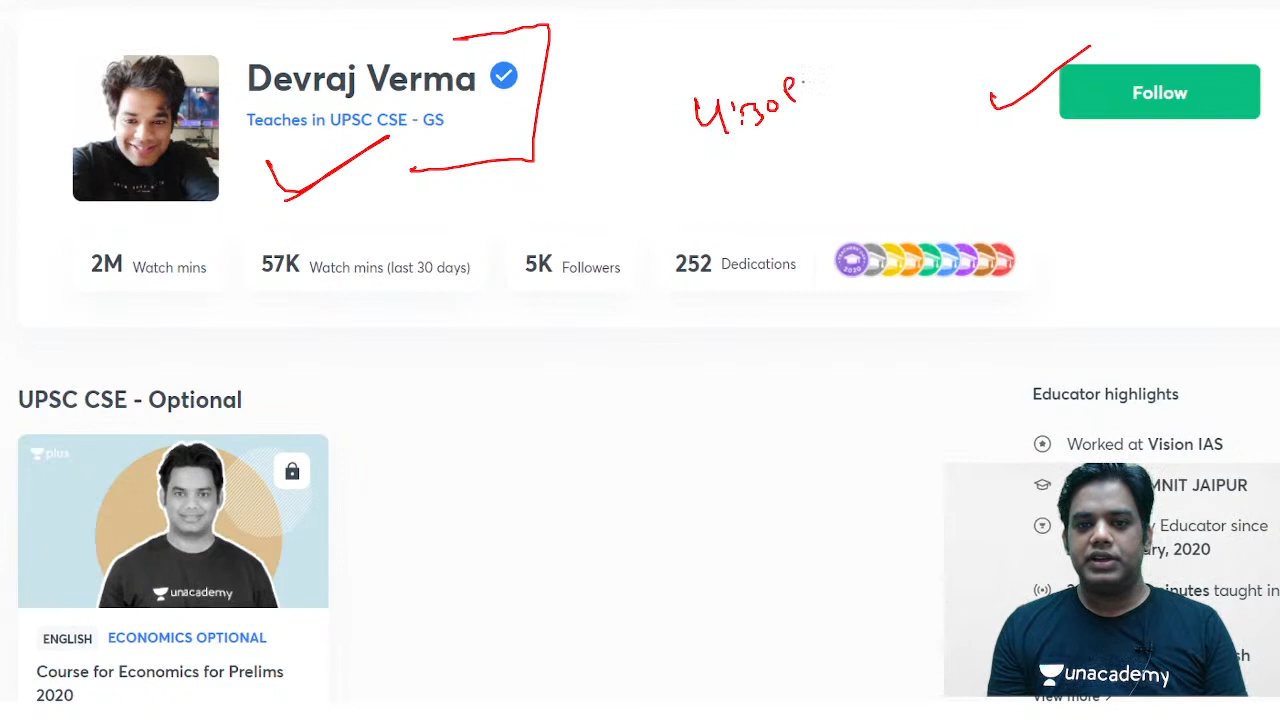 Devraj Verma
Teaches in UPSC CSE - GS
4:30 P
Follow
2M Watch mins
57K Watch mins (last 30 days)
5K Followers
252 Dedications
UPSC CSE - Optional
plus
unacademy
ENGLISH ECONOMICS OPTIONAL
Course for Economics for Prelims
2020
Educator highlights
Worked at Vision IAS
MNIT JAIPUR
Educator since
ry, 2020
taught in
View more
unacademy